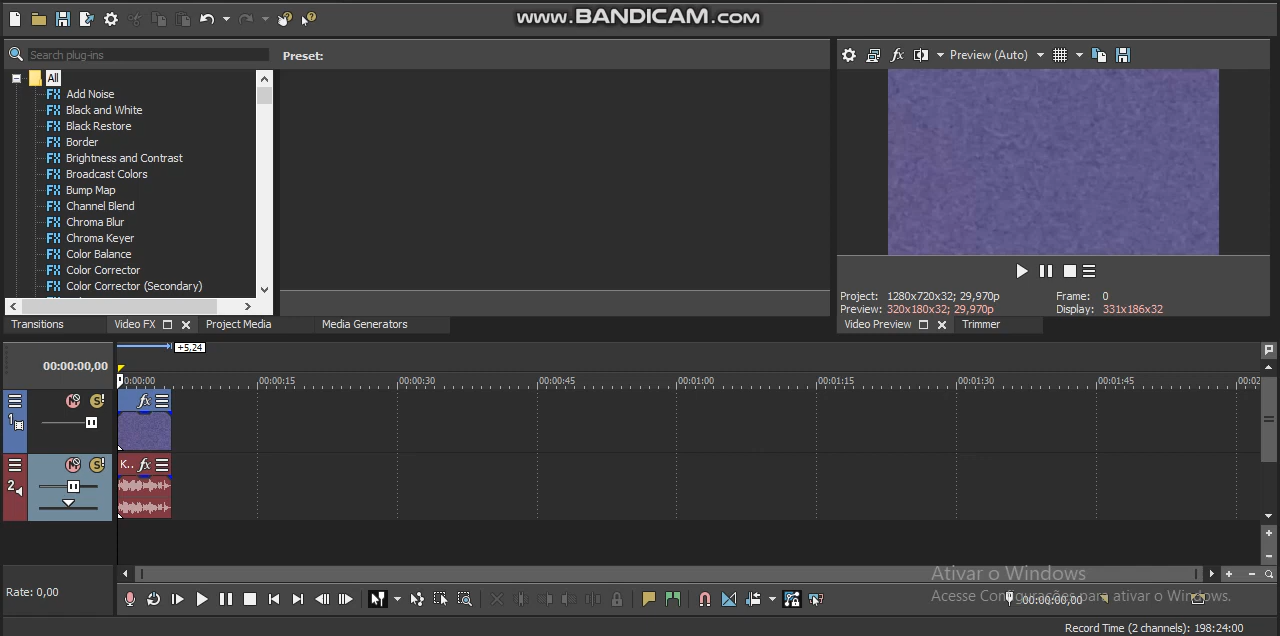 www.BANDICAM.com
Search plug-ins
Preset:
Preview (Auto)
All
Add Noise
Black and White
Black Restore
Border
Brightness and Contrast
Broadcast Colors
Bump Map
Channel Blend
Chroma Blur
Chroma Keyer
Color Balance
Color Corrector
Color Corrector (Secondary)
Project: 1280x720x32; 29,970p Frame: 0
Preview: 320x180x32; 29,970p Display: 331x186x32
Transitions Video FX Project Media Media Generators Video Preview Trimmer
+5,24
00:00:00,00
00:00:00 00:00:15 00:00:30 00:00:45 00:01:00 00:01:15 00:01:30 00:01:45 00:02
1
2 K..
Rate: 0,00
Ativar o Windows
Acesse Configurações para ativar o Windows.
00:00:00,00
Record Time (2 channels): 198:24:00